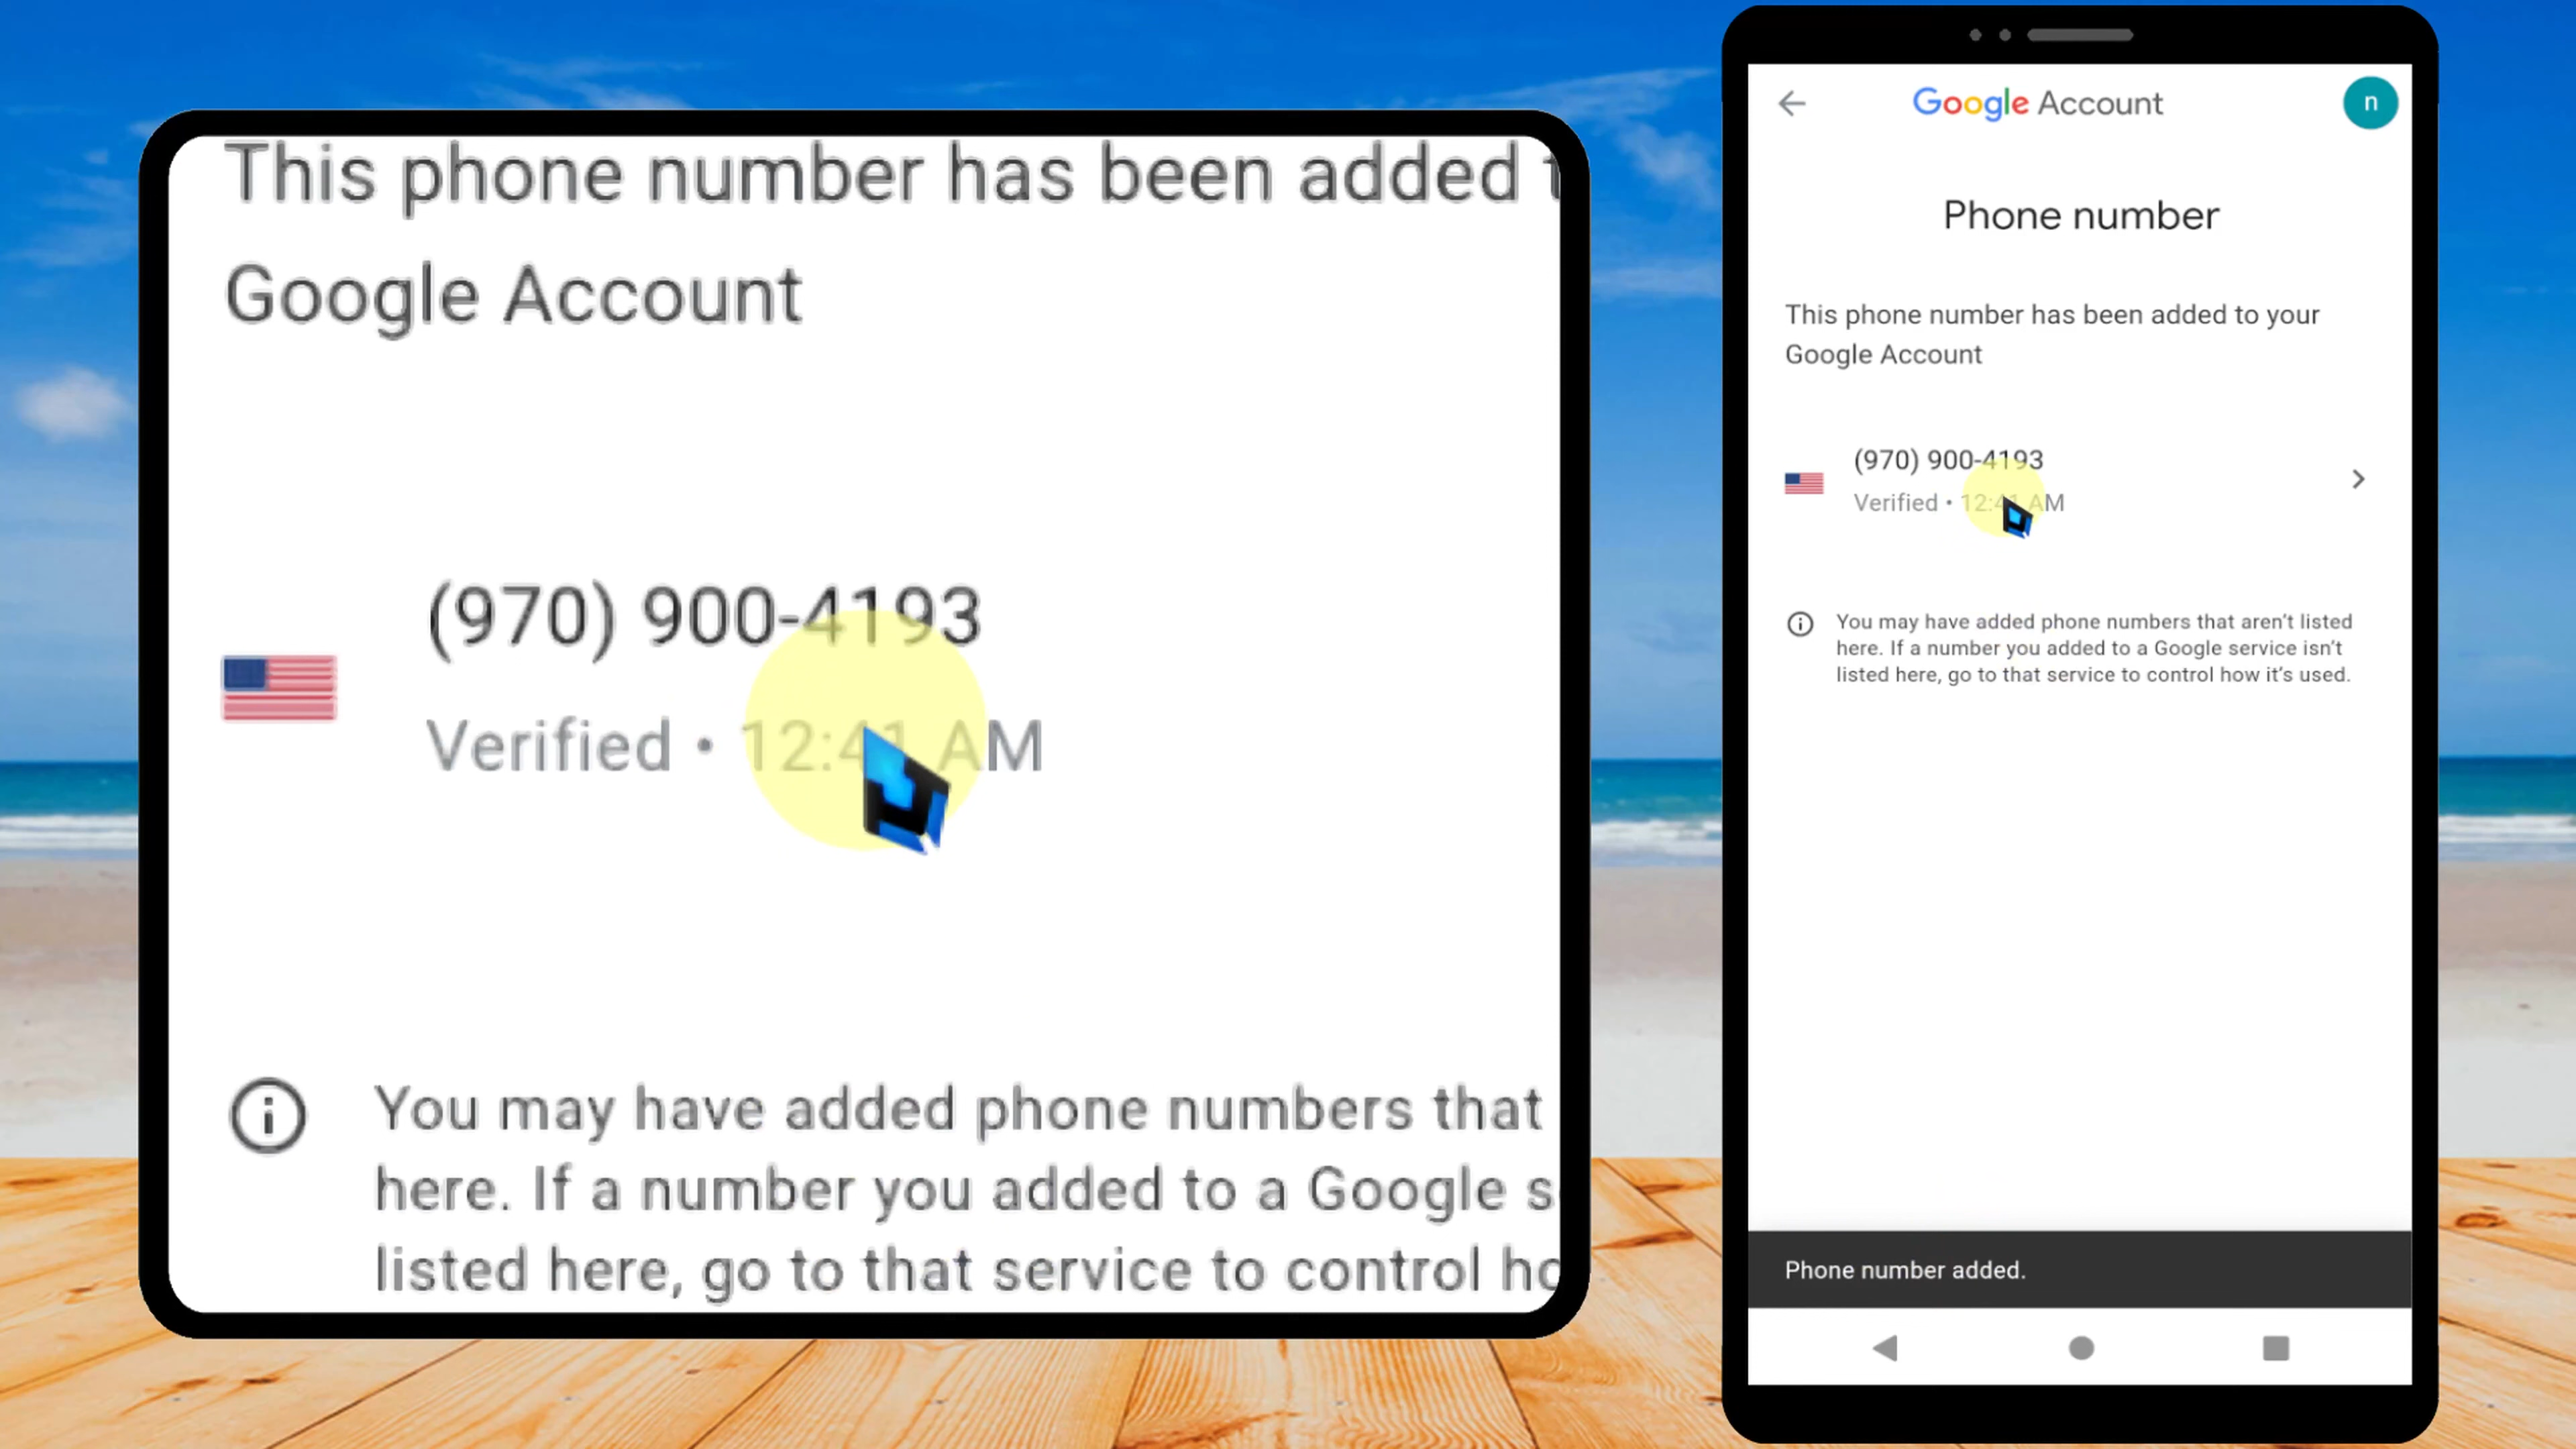 This phone number has been added
Google Account
(970) 900-4193
Verified • 12:41 AM
You may have added phone numbers that
here. If a number you added to a Google s
listed here, go to that service to control ho
Google Account
n
Phone number
This phone number has been added to your
Google Account
(970) 900-4193
Verified • 12:41 AM
You may have added phone numbers that aren't listed
here. If a number you added to a Google service isn't
listed here, go to that service to control how it's used.
Phone number added.